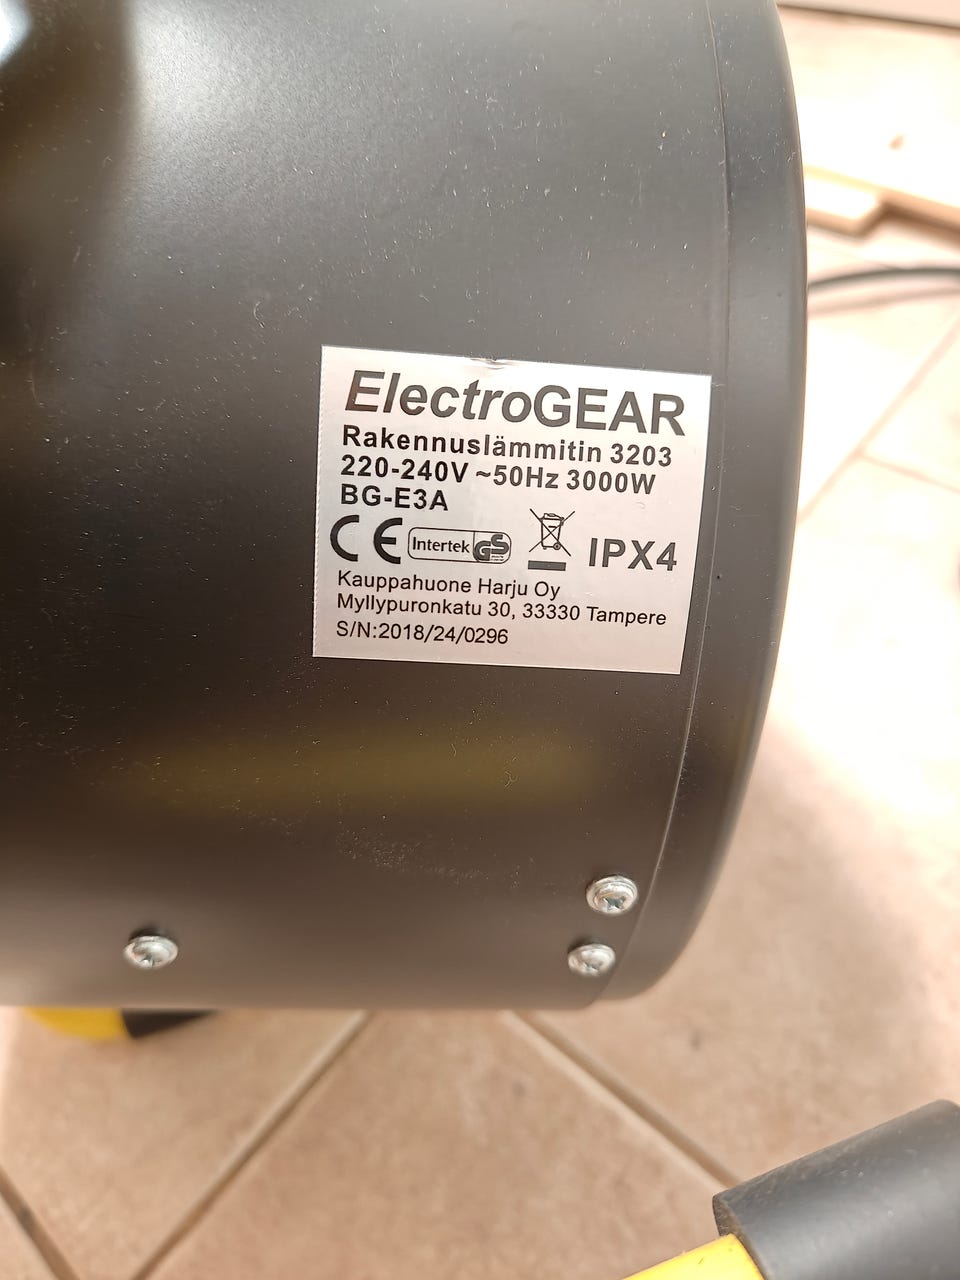 ElectroGEAR
Rakennuslämmitin 3203
220-240V ~50Hz 3000W
BG-E3A
CE Intertek GS IPX4
Kauppahuone Harju Oy
Myllypuronkatu 30, 33330 Tampere
S/N:2018/24/0296